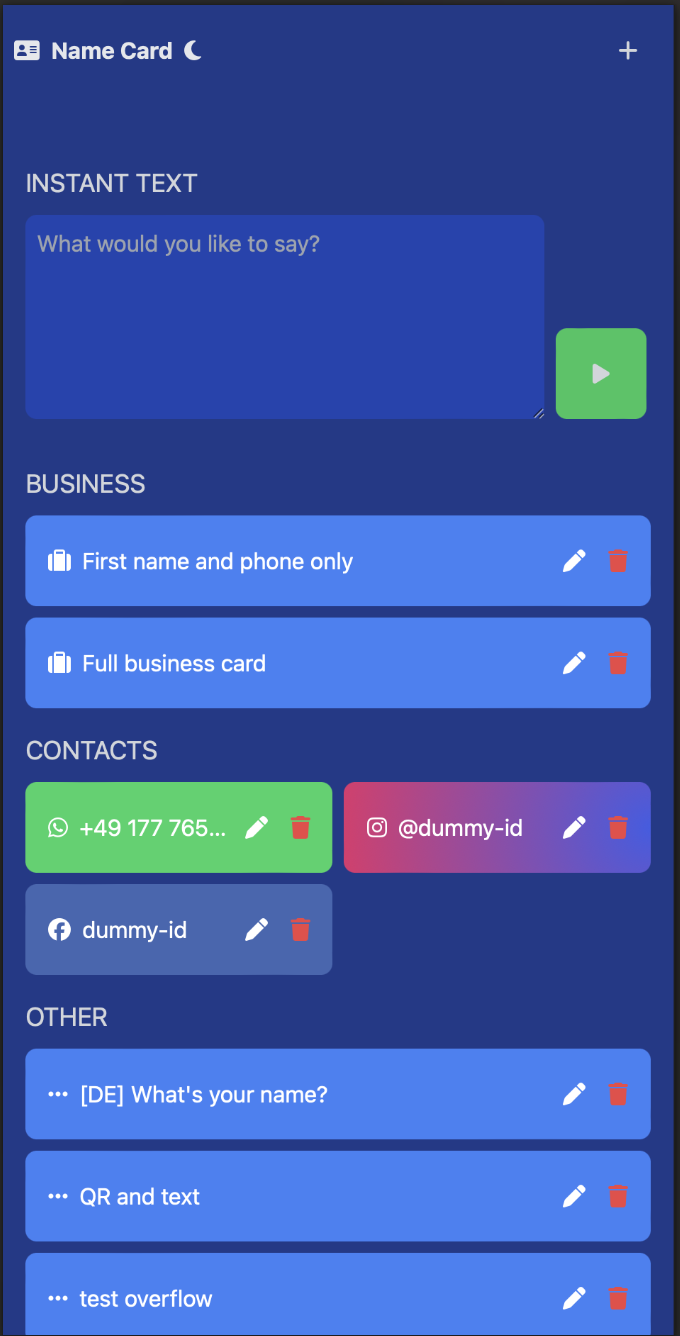 Name Card
INSTANT TEXT
What would you like to say?
BUSINESS
First name and phone only
Full business card
CONTACTS
+49 177 765...
@dummy-id
dummy-id
OTHER
[DE] What's your name?
QR and text
test overflow